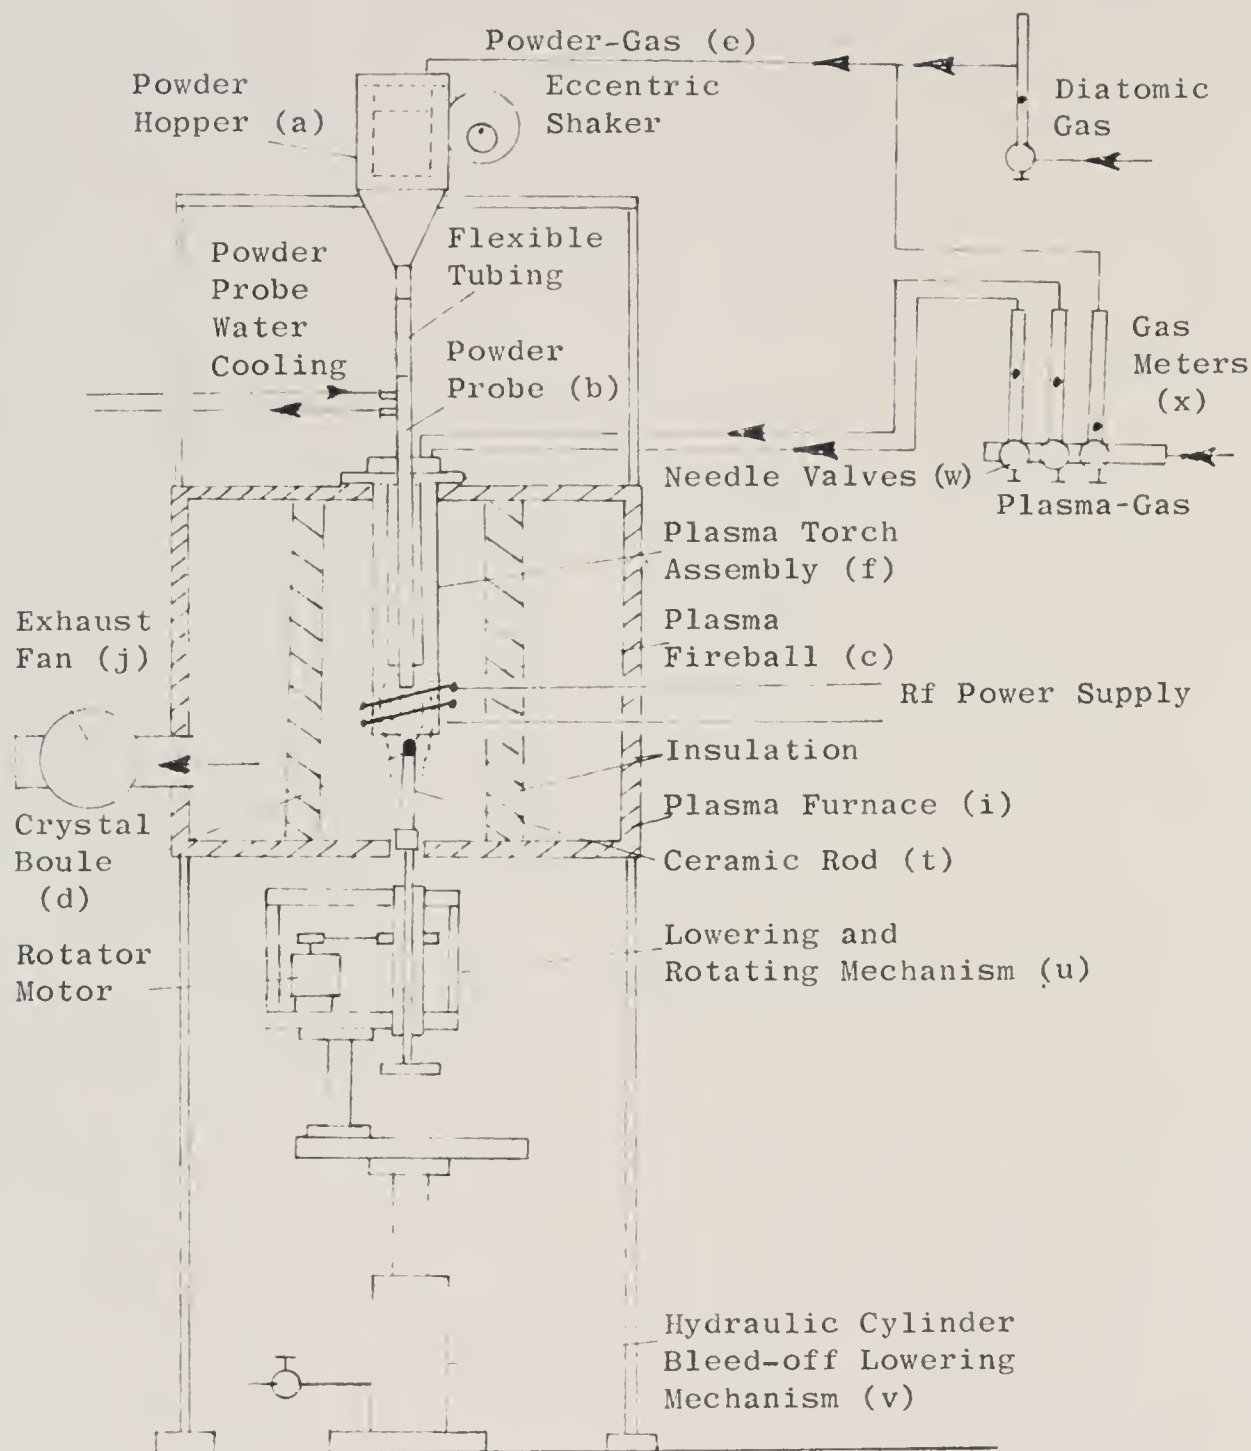 Powder-Gas (e)
Powder
Hopper (a)
Eccentric
Shaker
Diatomic
Gas
Powder
Probe
Water
Cooling
Flexible
Tubing
Powder
Probe (b)
Gas
Meters
(x)
Needle Valves (w)
Plasma-Gas
Plasma Torch
Assembly (f)
Exhaust
Fan (j)
Plasma
Fireball (c)
Rf Power Supply
Insulation
Plasma Furnace (i)
Crystal
Boule
(d)
Ceramic Rod (t)
Rotator
Motor
Lowering and
Rotating Mechanism (u)
Hydraulic Cylinder
Bleed-off Lowering
Mechanism (v)